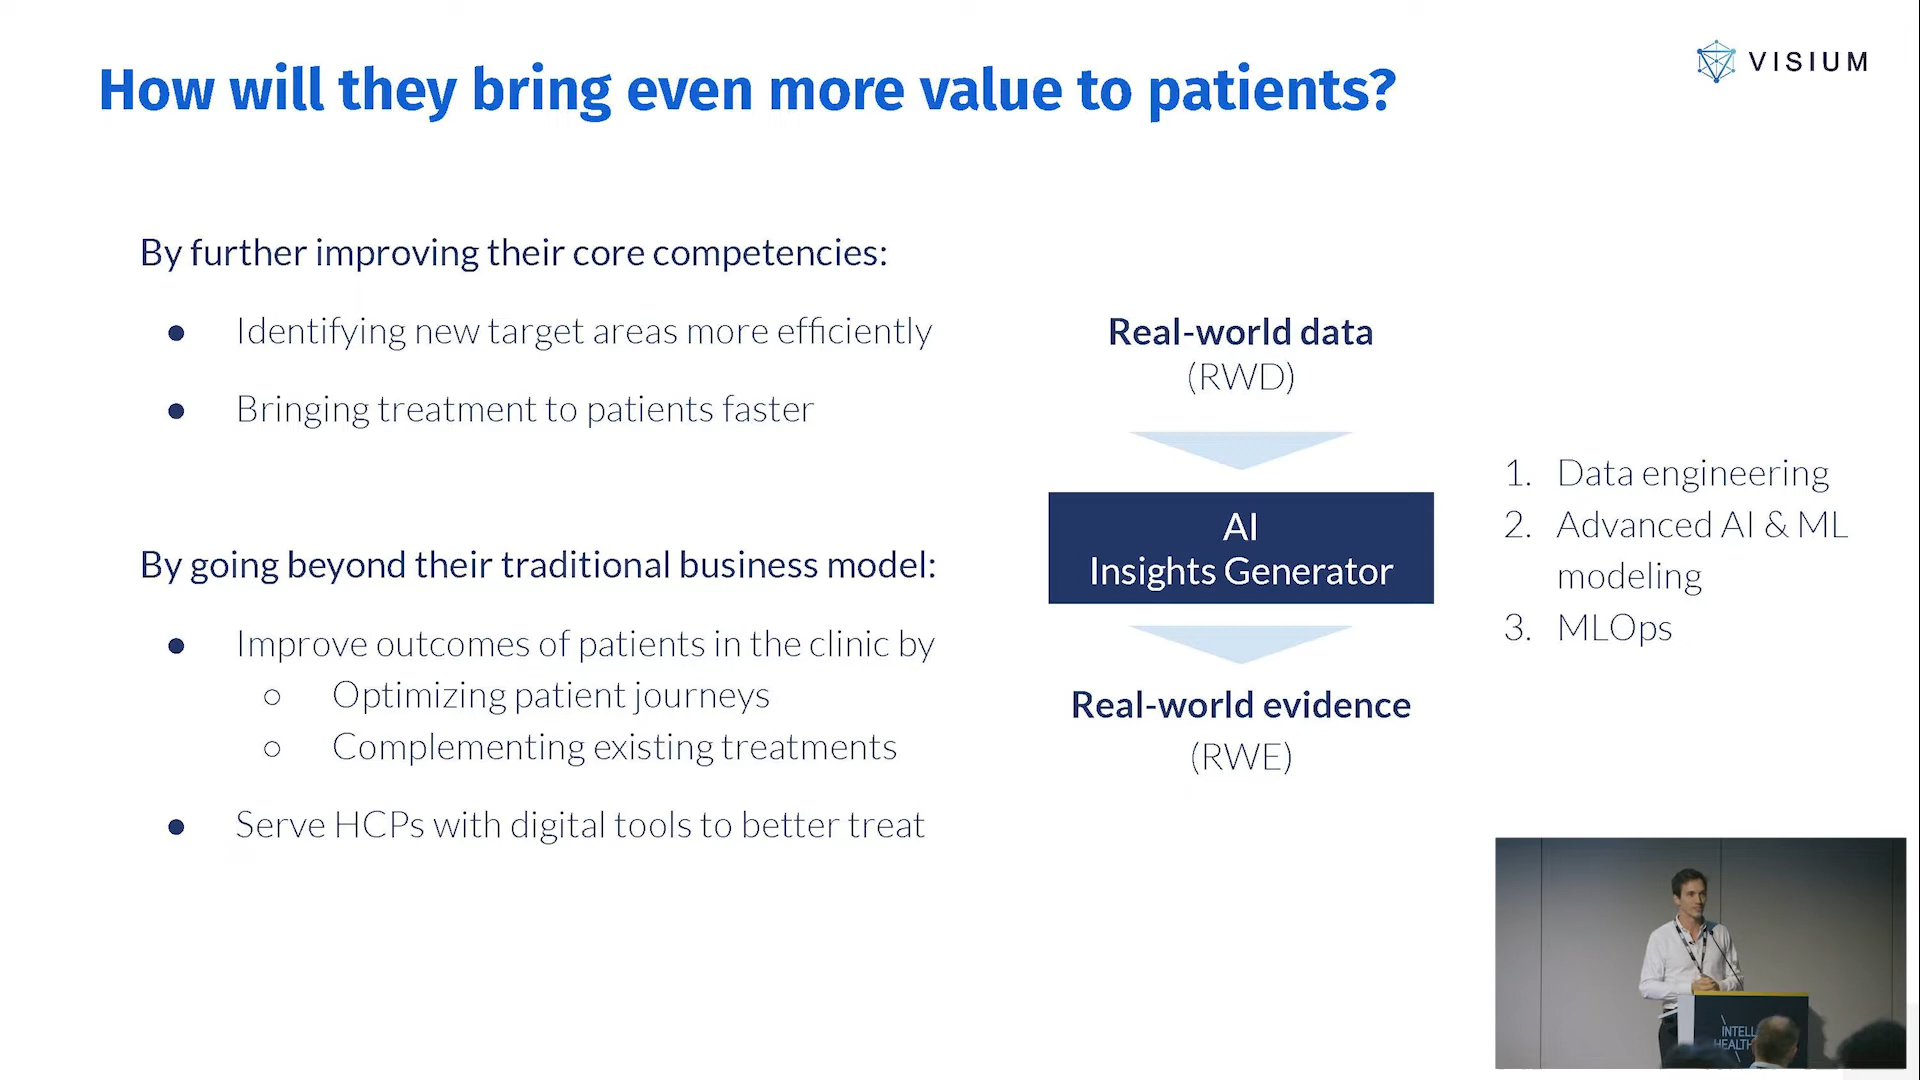 How will they bring even more value to patients?
VISIUM
By further improving their core competencies:
● Identifying new target areas more efficiently
● Bringing treatment to patients faster
By going beyond their traditional business model:
● Improve outcomes of patients in the clinic by
○ Optimizing patient journeys
○ Complementing existing treatments
● Serve HCPs with digital tools to better treat
Real-world data
(RWD)
AI
Insights Generator
Real-world evidence
(RWE)
1. Data engineering
2. Advanced AI & ML
modeling
3. MLOps
INTELL
HEALTH